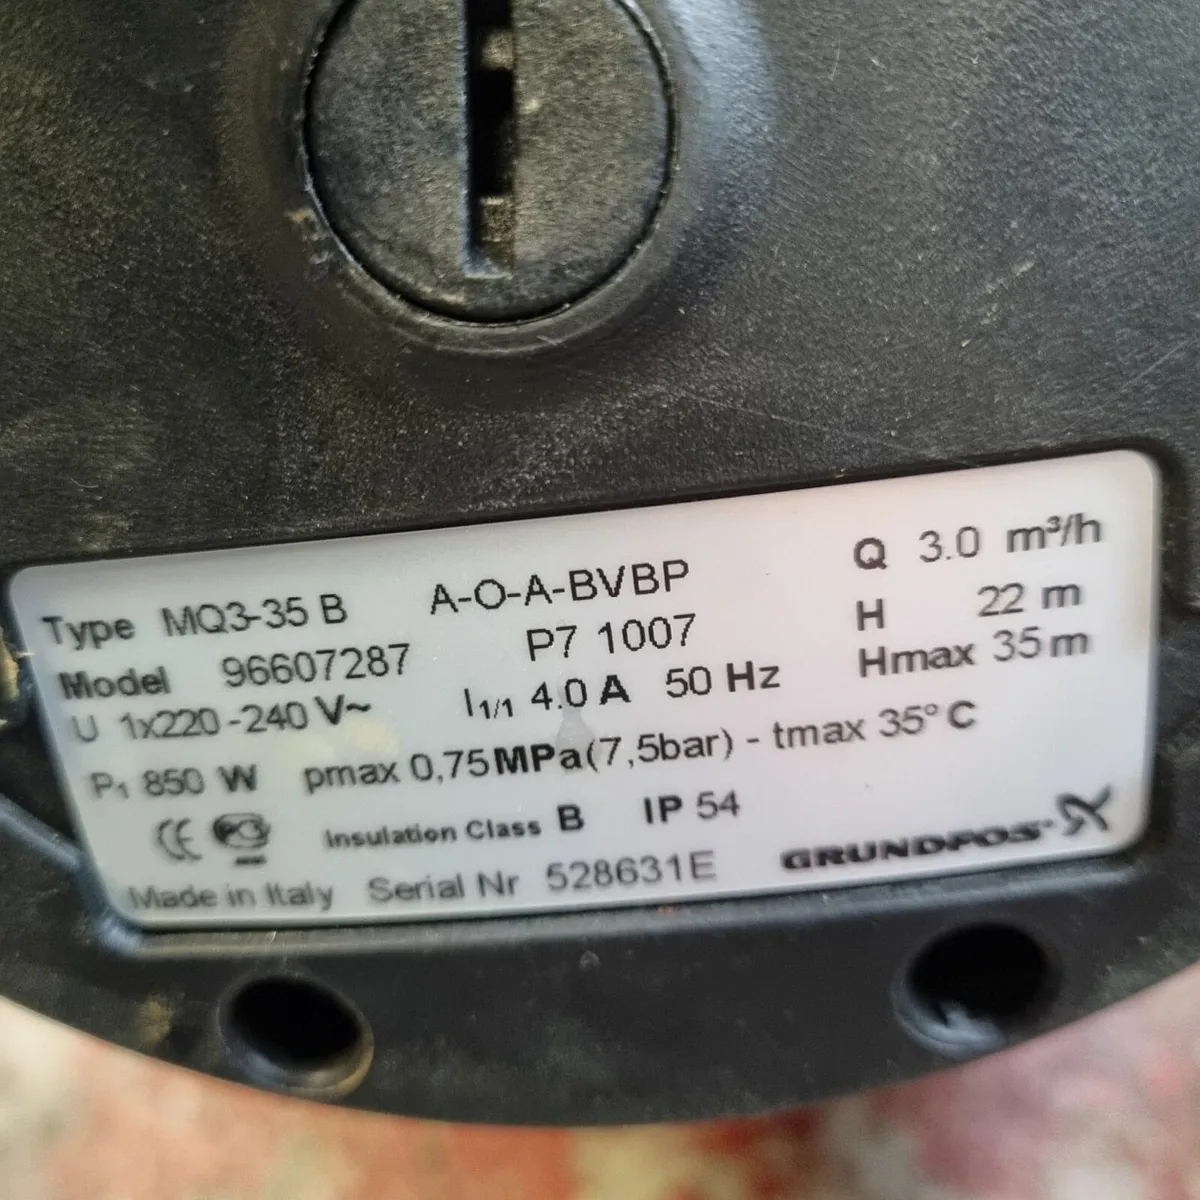 Type MQ3-35 B A-O-A-BVBP Q 3.0 m³/h
Model 96607287 P7 1007 H 22 m
U 1x220-240 V~ I1/1 4.0 A 50 Hz Hmax 35 m
P1 850 W pmax 0,75MPa(7,5bar) - tmax 35°C
CE Insulation Class B IP 54
Made in Italy Serial Nr 528631E GRUNDFOS